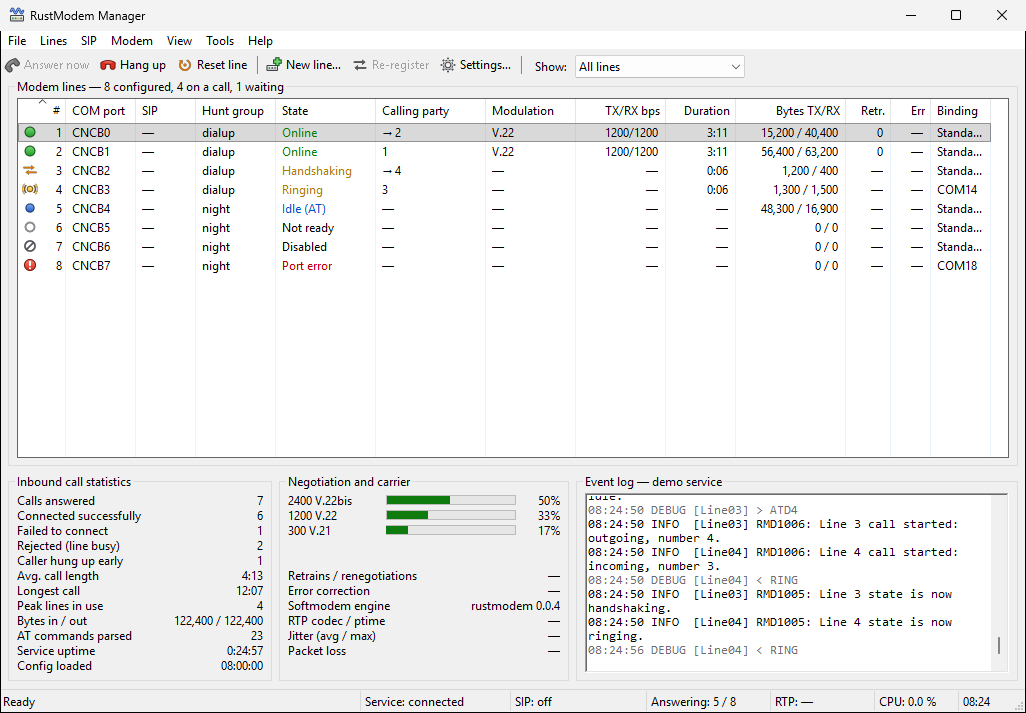 RustModem Manager
File Lines SIP Modem View Tools Help
Answer now Hang up Reset line New line... Re-register Settings... Show: All lines
Modem lines — 8 configured, 4 on a call, 1 waiting
# COM port SIP Hunt group State Calling party Modulation TX/RX bps Duration Bytes TX/RX Retr. Err Binding
1 CNCB0 — dialup Online →2 V.22 1200/1200 3:11 15,200 / 40,400 0 — Standa...
2 CNCB1 — dialup Online 1 V.22 1200/1200 3:11 56,400 / 63,200 0 — Standa...
3 CNCB2 — dialup Handshaking →4 — — 0:06 1,200 / 400 — — Standa...
4 CNCB3 — dialup Ringing 3 — — 0:06 1,300 / 1,500 — — COM14
5 CNCB4 — night Idle (AT) — — — — 48,300 / 16,900 — — Standa...
6 CNCB5 — night Not ready — — — — 0 / 0 — — Standa...
7 CNCB6 — night Disabled — — — — 0 / 0 — — Standa...
8 CNCB7 — night Port error — — — — 0 / 0 — — COM18
Inbound call statistics
Calls answered 7
Connected successfully 6
Failed to connect 1
Rejected (line busy) 2
Caller hung up early 1
Avg. call length 4:13
Longest call 12:07
Peak lines in use 4
Bytes in / out 122,400 / 122,400
AT commands parsed 23
Service uptime 0:24:57
Config loaded 08:00:00
Negotiation and carrier
2400 V.22bis 50%
1200 V.22 33%
300 V.21 17%
Retrains / renegotiations —
Error correction —
Softmodem engine rustmodem 0.0.4
RTP codec / ptime —
Jitter (avg / max) —
Packet loss —
Event log — demo service
idle.
08:24:50 DEBUG [Line03] > ATD4
08:24:50 INFO [Line03] RMD1006: Line 3 call started:
outgoing, number 4.
08:24:50 INFO [Line04] RMD1006: Line 4 call started:
incoming, number 3.
08:24:50 DEBUG [Line04] < RING
08:24:50 INFO [Line03] RMD1005: Line 3 state is now
handshaking.
08:24:50 INFO [Line04] RMD1005: Line 4 state is now
ringing.
08:24:56 DEBUG [Line04] < RING
Ready Service: connected SIP: off Answering: 5 / 8 RTP: — CPU: 0.0 % 08:24